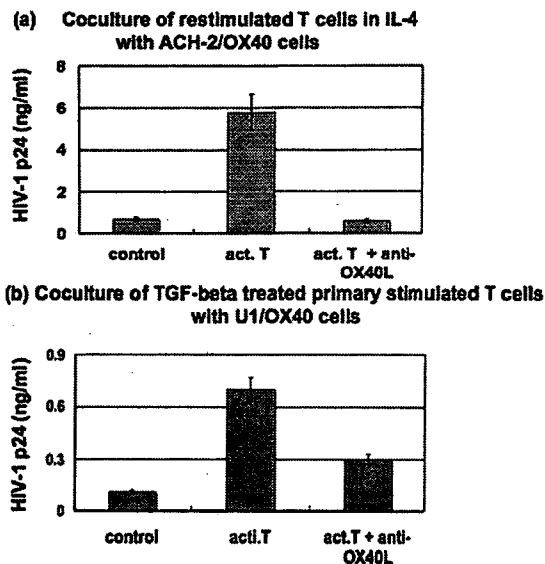 (a) Coculture of restimulated T cells in IL-4
with ACH-2/OX40 cells
HIV-1 p24 (ng/ml)
8
6
4
2
0
control
act. T
act. T + anti-
OX40L
(b) Coculture of TGF-beta treated primary stimulated T cells
with U1/OX40 cells
HIV-1 p24 (ng/ml)
0.9
0.6
0.3
0
control
acti.T
act.T + anti-
OX40L